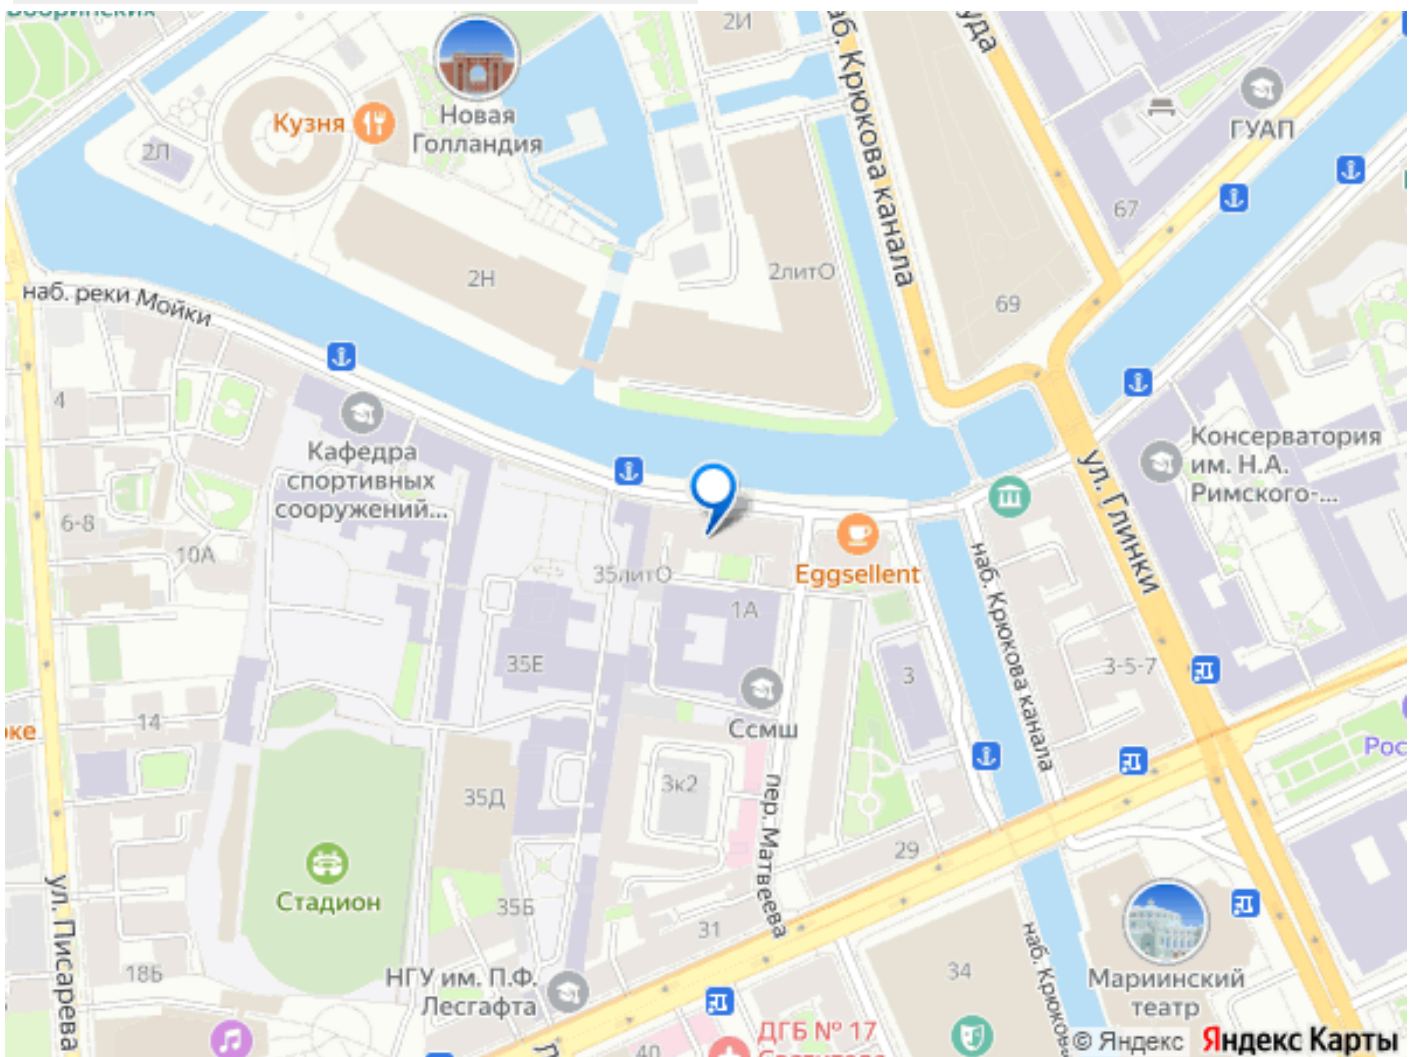 2И
Новая
Голландия
Кузня
2Л
наб. Крюкова канала
ГУАП
67
2Н
2литО
69
наб. реки Мойки
4
Кафедра
спортивных
сооружений...
Консерватория
им. Н.А.
Римского-...
ул. Глинки
6-8
10А
35литО
Eggsellent
1А
35Е
наб. Крюкова канала
3-5-7
3
Ссмш
14
3к2
35Д
пер. Матвеева
29
Стадион
35Б
31
ул. Писарева
18Б
НГУ им. П.Ф.
Лесгафта
34
Мариинский
театр
ДГБ № 17
40
© Яндекс Яндекс Карты